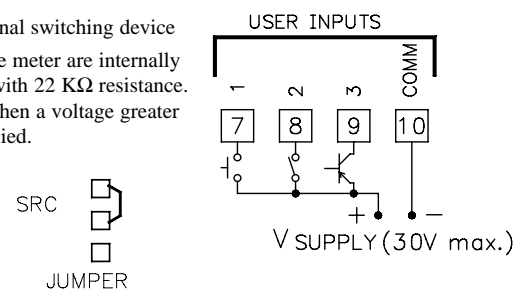 nal switching device
e meter are internally
with 22 KΩ resistance.
hen a voltage greater
ied.
USER INPUTS
1 2 3 COMM
7 8 9 10
+ −
V SUPPLY (30V max.)
SRC
JUMPER